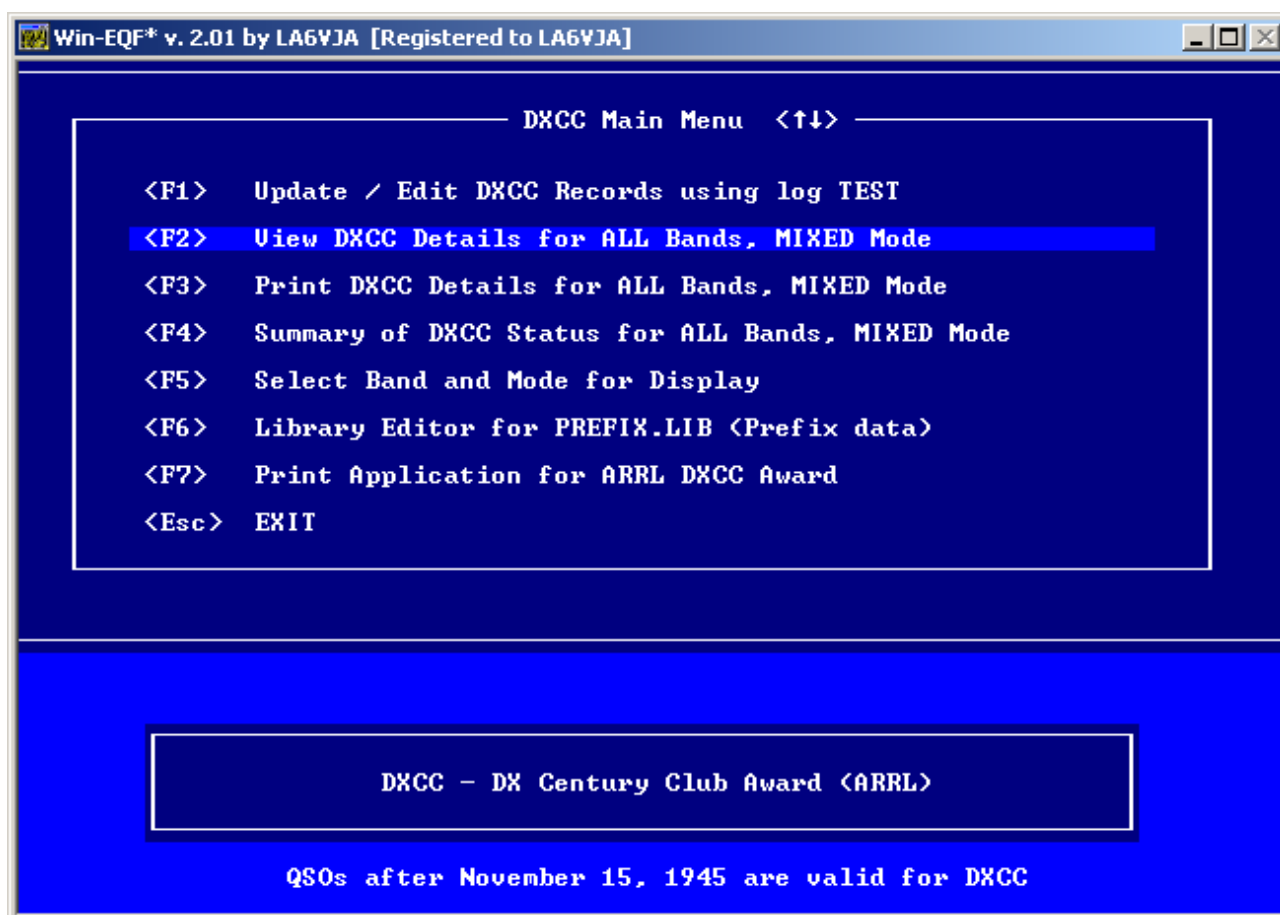 Win-EQF* v. 2.01 by LA6VJA [Registered to LA6VJA]
DXCC Main Menu <↑↓>
<F1> Update / Edit DXCC Records using log TEST
<F2> View DXCC Details for ALL Bands, MIXED Mode
<F3> Print DXCC Details for ALL Bands, MIXED Mode
<F4> Summary of DXCC Status for ALL Bands, MIXED Mode
<F5> Select Band and Mode for Display
<F6> Library Editor for PREFIX.LIB (Prefix data)
<F7> Print Application for ARRL DXCC Award
<Esc> EXIT
DXCC - DX Century Club Award (ARRL)
QSOs after November 15, 1945 are valid for DXCC